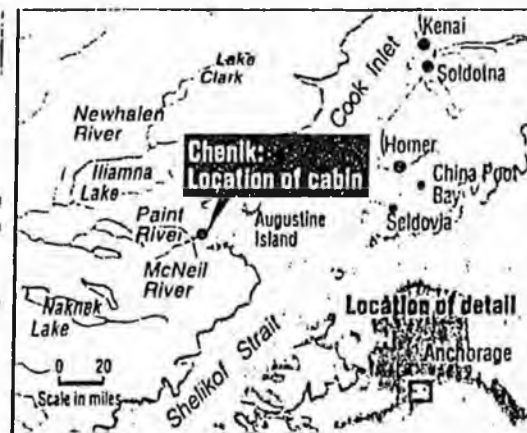 Kenai
Soldotna
Lake
Clark
Cook Inlet
Newhalen
River
Iliamna
Lake
Chenik:
Location of cabin
Homer
China Poot
Bay
Seldovia
Paint
River
Augustine
Island
McNeil
River
Naknek
Lake
Shelikof Strait
Location of detail
Anchorage
0 20
Scale in miles